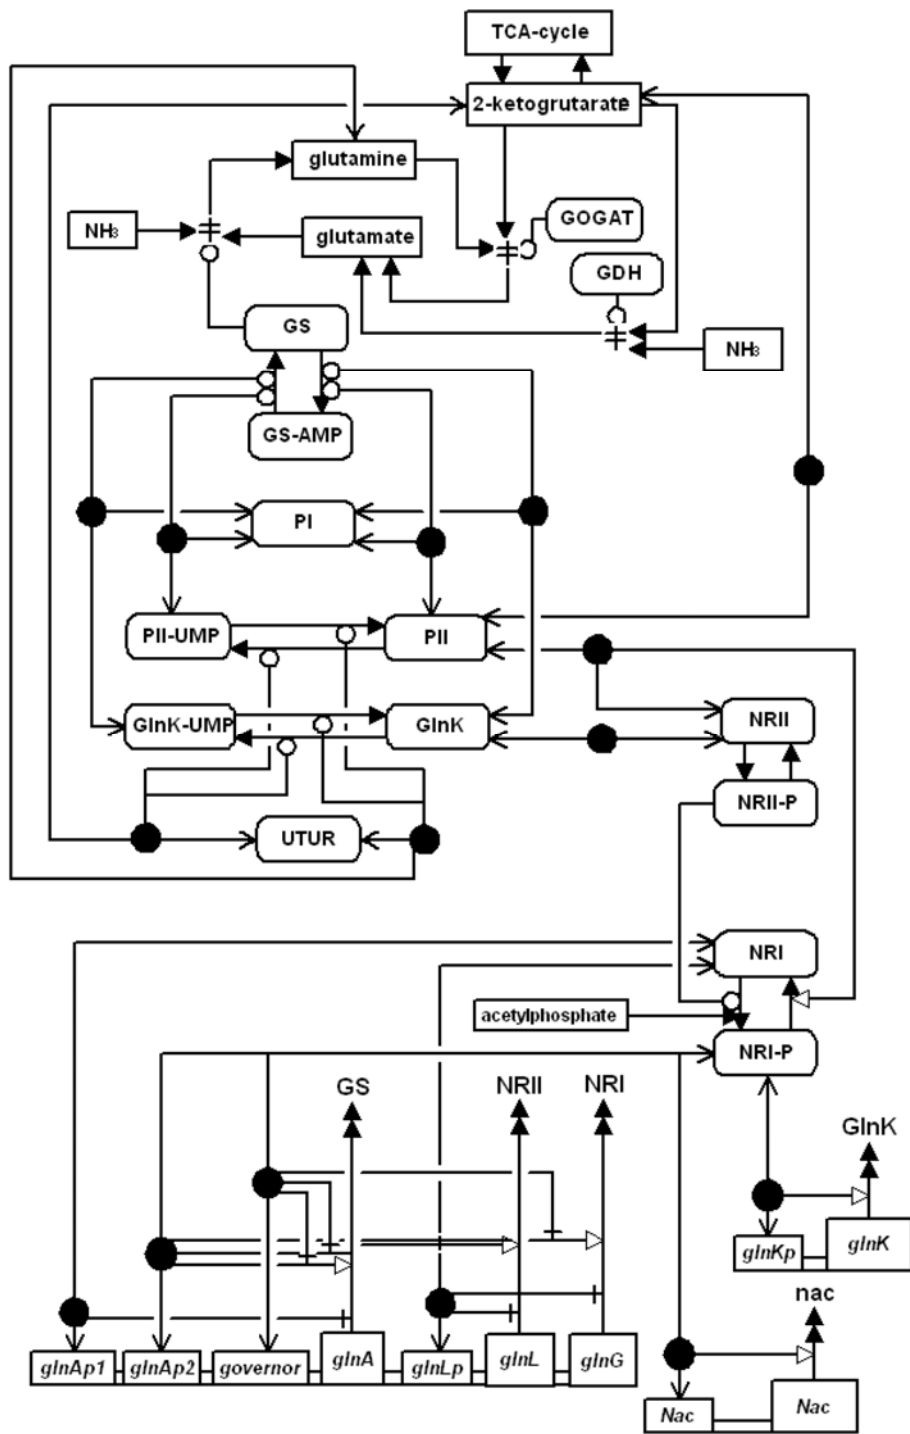 TCA-cycle
2-ketogrutarate
glutamine
GOGAT
NH3
glutamate
GDH
GS
NH3
GS-AMP
PI
PII-UMP
PII
GlnK-UMP
GlnK
NRII
NRII-P
UTUR
NRI
acetylphosphate
NRI-P
GS
NRII
NRI
GlnK
glnKp
glnK
nac
glnAp1
glnAp2
governor
glnA
glnLp
glnL
glnG
Nac
Nac